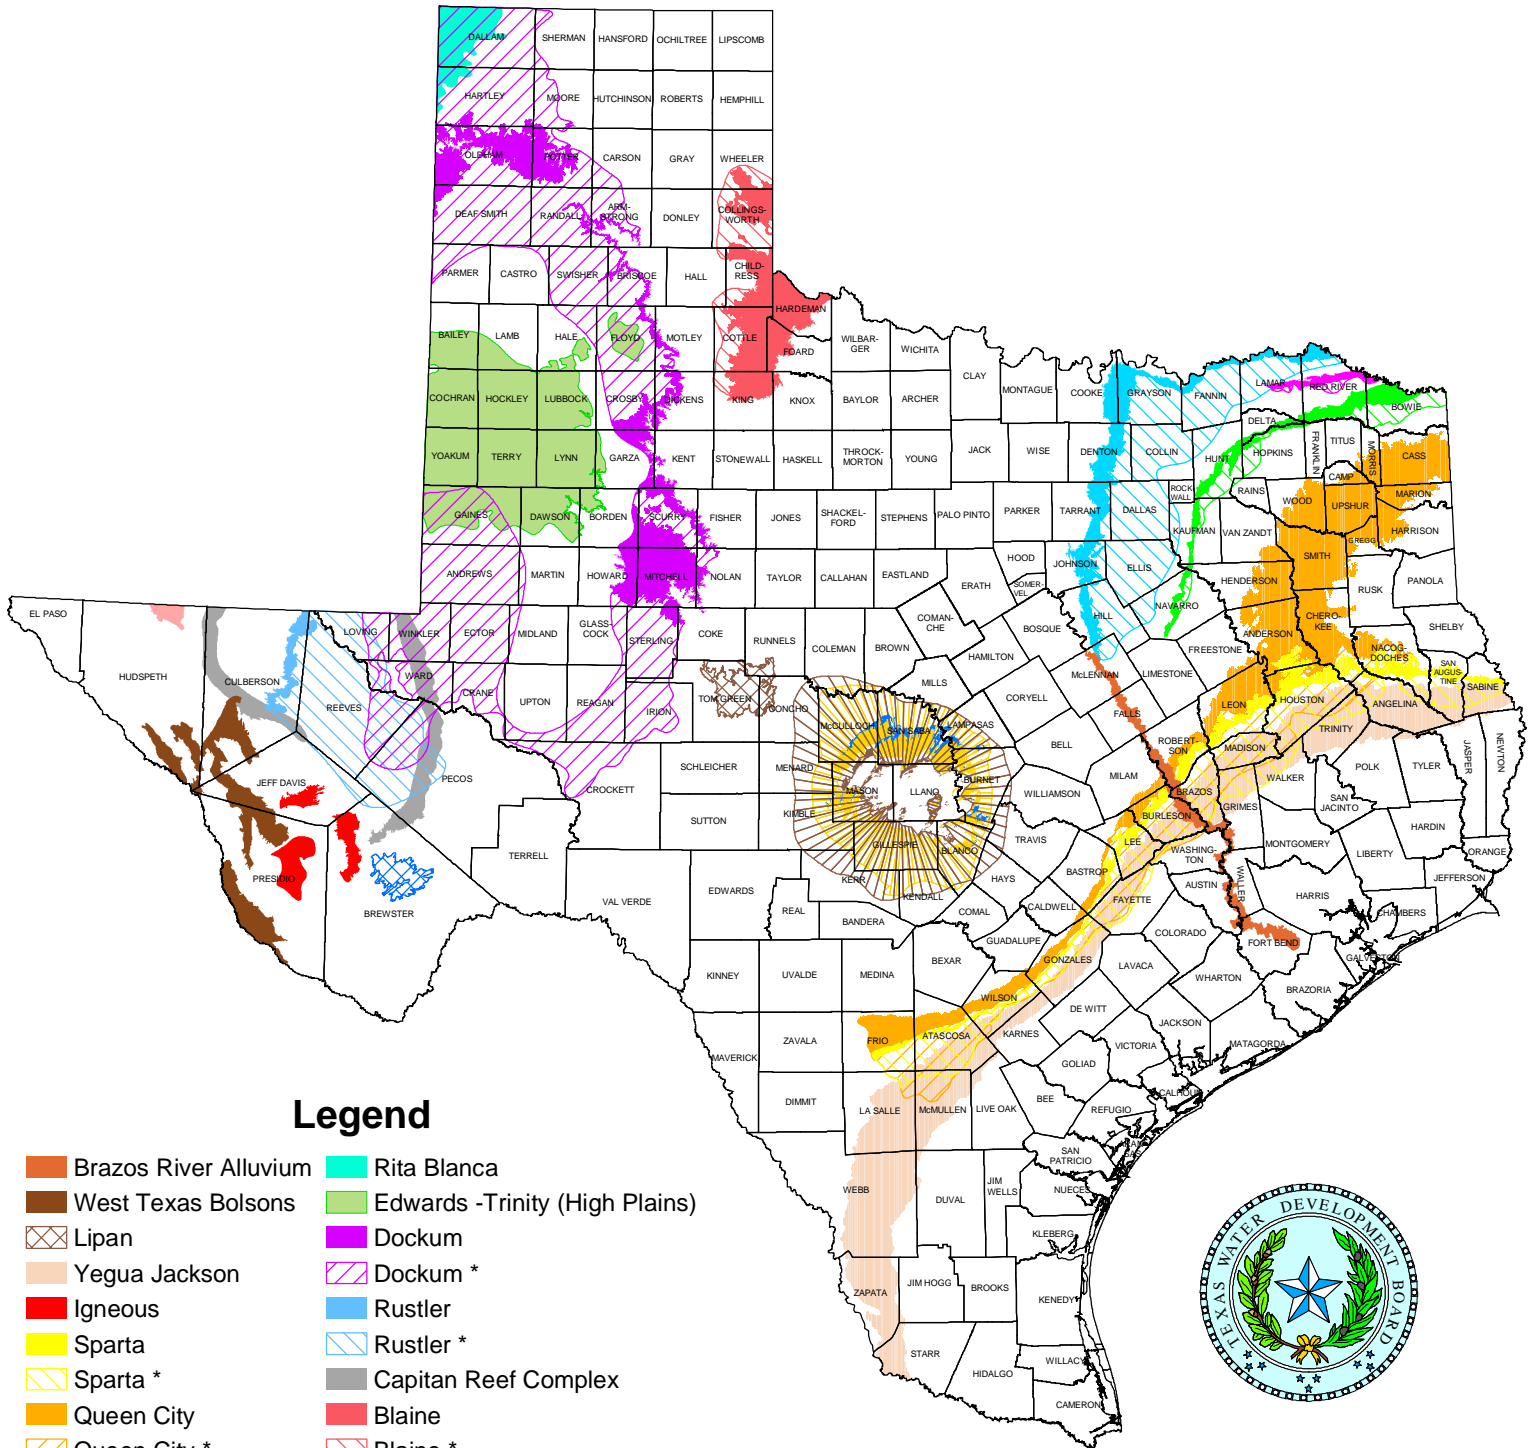 DALLAM
SHERMAN
HANSFORD
OCHILTREE
LIPSCOMB
HARTLEY
MOORE
HUTCHINSON
ROBERTS
HEMPHILL
OLDHAM
POTTER
CARSON
GRAY
WHEELER
DEAF SMITH
RANDALL
ARM-
STRONG
DONLEY
COLLINGS-
WORTH
PARMER
CASTRO
SWISHER
BRISCOE
HALL
CHILD-
RESS
HARDEMAN
BAILEY
LAMB
HALE
FLOYD
MOTLEY
COTTLE
FOARD
WILBAR-
GER
WICHITA
CLAY
MONTAGUE
COOKE
GRAYSON
FANNIN
LAMAR
RED RIVER
BOWIE
COCHRAN
HOCKLEY
LUBBOCK
CROSBY
DICKENS
KING
KNOX
BAYLOR
ARCHER
DELTA
TITUS
FRANKLIN
MORRIS
CASS
YOAKUM
TERRY
LYNN
GARZA
KENT
STONEWALL
HASKELL
THROCK-
MORTON
YOUNG
JACK
WISE
DENTON
COLLIN
HUNT
HOPKINS
CAMP
MARION
GAINES
DAWSON
BORDEN
SCURRY
FISHER
JONES
SHACKEL-
FORD
STEPHENS
PALO PINTO
PARKER
TARRANT
DALLAS
ROCK
WALL
RAINS
WOOD
UPSHUR
KAUFMAN
VAN ZANDT
HARRISON
GREGG
SMITH
ANDREWS
MARTIN
HOWARD
MITCHELL
NOLAN
TAYLOR
CALLAHAN
EASTLAND
ERATH
HOOD
SOMER-
VEL
JOHNSON
ELLIS
HENDERSON
RUSK
PANOLA
EL PASO
HUDSPETH
CULBERSON
LOVING
WINKLER
ECTOR
MIDLAND
GLASS-
COCK
STERLING
COKE
RUNNELS
COLEMAN
BROWN
COMAN-
CHE
HAMILTON
BOSQUE
HILL
NAVARRO
ANDERSON
CHERO-
KEE
SHELBY
FREESTONE
NACOG-
DOCHES
SAN
AUGUS-
TINE
SABINE
REEVES
WARD
CRANE
UPTON
REAGAN
IRION
TOM GREEN
CONCHO
McCULLOCH
SAN SABA
MILLS
LAMPASAS
CORYELL
McLENNAN
LIMESTONE
FALLS
LEON
HOUSTON
ANGELINA
TRINITY
JEFF DAVIS
PECOS
CROCKETT
SCHLEICHER
MENARD
MASON
LLANO
BURNET
BELL
WILLIAMSON
MILAM
ROBERT-
SON
MADISON
WALKER
POLK
TYLER
JASPER
NEWTON
BRAZOS
GRIMES
SAN
JACINTO
HARDIN
SUTTON
KIMBLE
GILLESPIE
BLANCO
TRAVIS
BURLESON
LEE
WASHING-
TON
MONTGOMERY
LIBERTY
ORANGE
JEFFERSON
PRESIDIO
BREWSTER
TERRELL
VAL VERDE
EDWARDS
REAL
KERR
KENDALL
HAYS
BASTROP
FAYETTE
AUSTIN
WALLER
HARRIS
CHAMBERS
BANDERA
COMAL
CALDWELL
COLORADO
FORT BEND
GALVESTON
KINNEY
UVALDE
MEDINA
BEXAR
GUADALUPE
GONZALES
LAVACA
WHARTON
BRAZORIA
WILSON
DE WITT
JACKSON
MATAGORDA
MAVERICK
ZAVALA
FRIO
ATASCOSA
KARNES
VICTORIA
GOLIAD
CALHOUN
DIMMIT
LA SALLE
McMULLEN
LIVE OAK
BEE
REFUGIO
SAN
PATRICIO
ARAN-
SAS
WEBB
DUVAL
JIM
WELLS
NUECES
KLEBERG
ZAPATA
JIM HOGG
BROOKS
KENEDY
STARR
HIDALGO
WILLACY
CAMERON
Legend
Brazos River Alluvium
West Texas Bolsons
Lipan
Yegua Jackson
Igneous
Sparta
Sparta *
Queen City
Queen City *
Rita Blanca
Edwards -Trinity (High Plains)
Dockum
Dockum *
Rustler
Rustler *
Capitan Reef Complex
Blaine
Blaine *
TEXAS WATER DEVELOPMENT BOARD